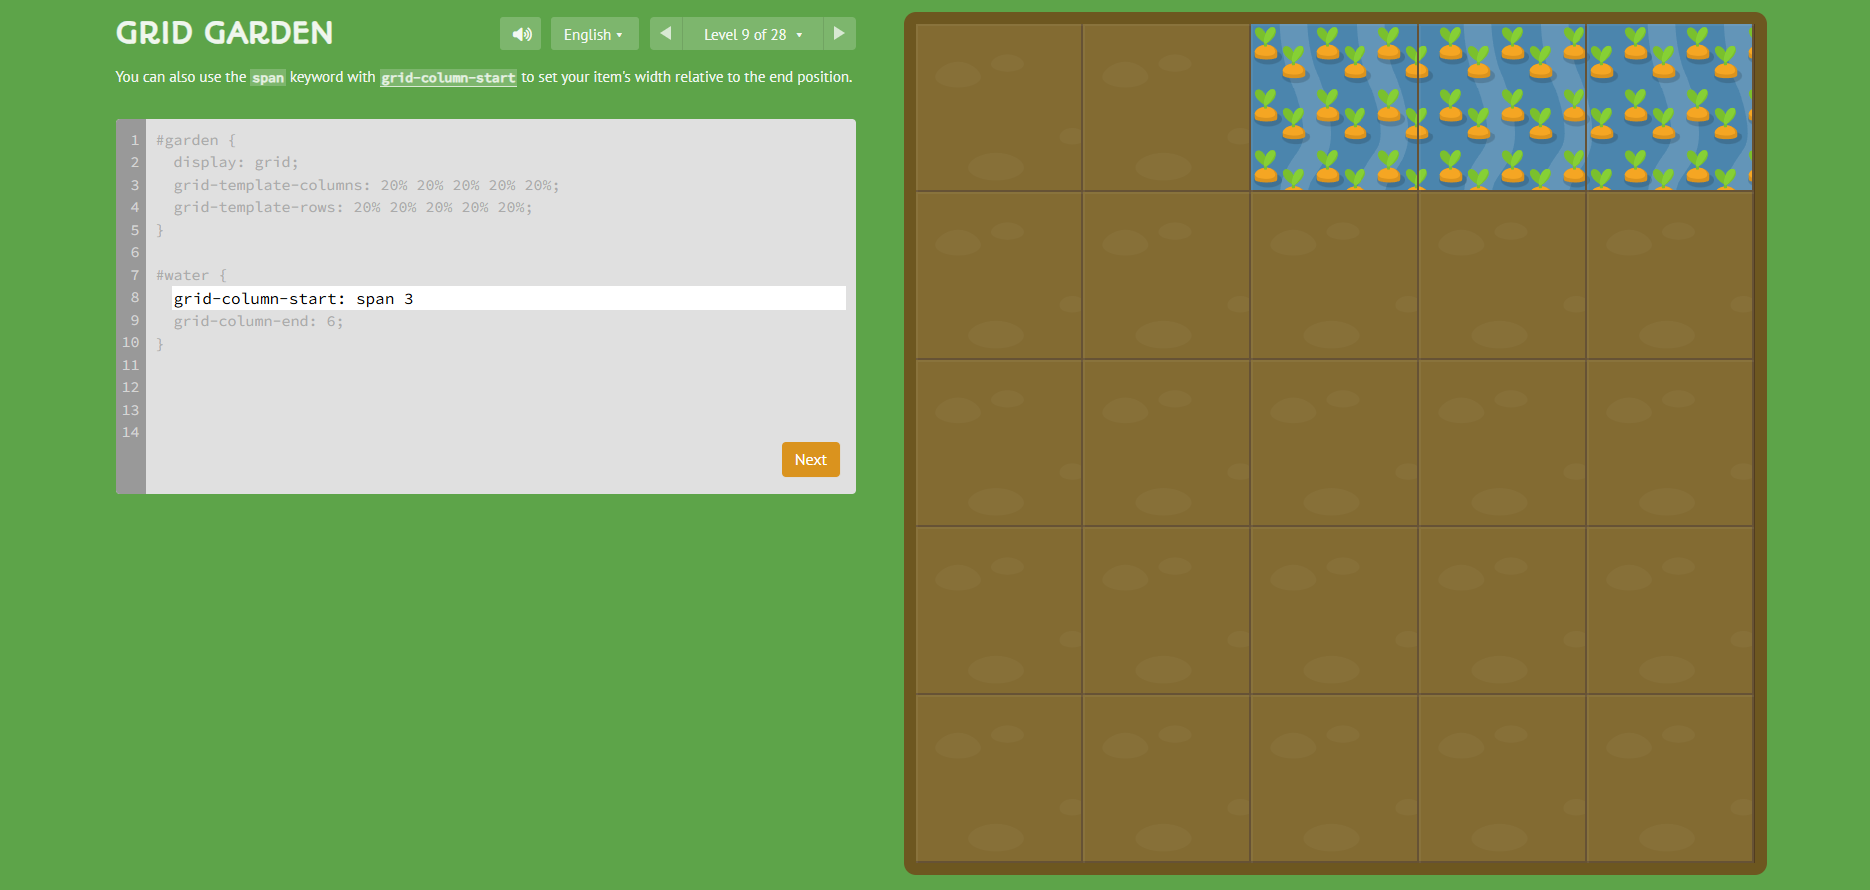 GRID GARDEN
English ▾
Level 9 of 28 ▾
You can also use the span keyword with grid-column-start to set your item's width relative to the end position.
1 #garden {
2 display: grid;
3 grid-template-columns: 20% 20% 20% 20% 20%;
4 grid-template-rows: 20% 20% 20% 20% 20%;
5 }
6
7 #water {
8 grid-column-start: span 3
9 grid-column-end: 6;
10 }
11
12
13
14
Next